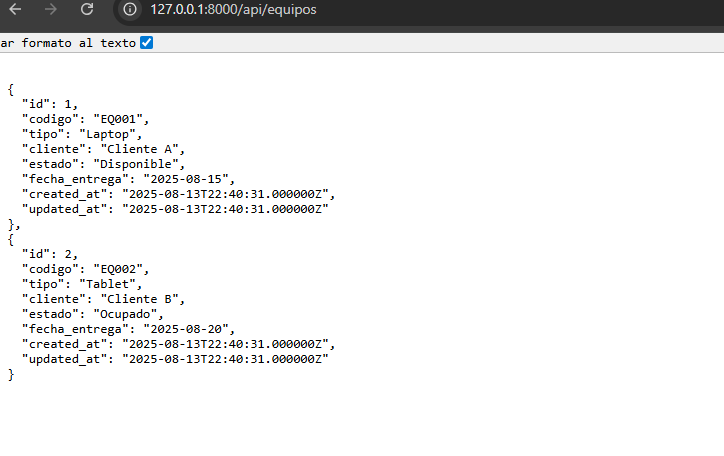 127.0.0.1:8000/api/equipos
ar formato al texto
{
"id": 1,
"codigo": "EQ001",
"tipo": "Laptop",
"cliente": "Cliente A",
"estado": "Disponible",
"fecha_entrega": "2025-08-15",
"created_at": "2025-08-13T22:40:31.000000Z",
"updated_at": "2025-08-13T22:40:31.000000Z"
},
{
"id": 2,
"codigo": "EQ002",
"tipo": "Tablet",
"cliente": "Cliente B",
"estado": "Ocupado",
"fecha_entrega": "2025-08-20",
"created_at": "2025-08-13T22:40:31.000000Z",
"updated_at": "2025-08-13T22:40:31.000000Z"
}